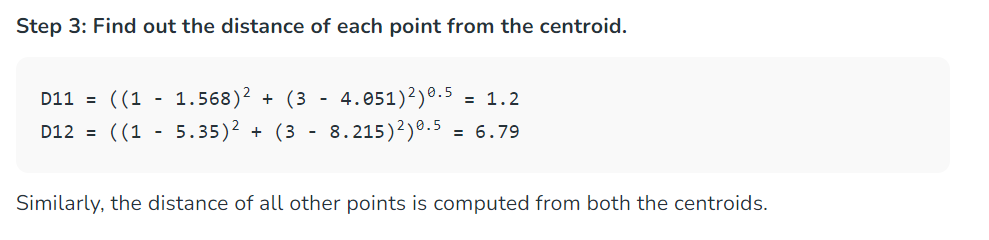 Step 3: Find out the distance of each point from the centroid.
D11 = ((1 - 1.568)² + (3 - 4.051)²)⁰·⁵ = 1.2
D12 = ((1 - 5.35)² + (3 - 8.215)²)⁰·⁵ = 6.79
Similarly, the distance of all other points is computed from both the centroids.